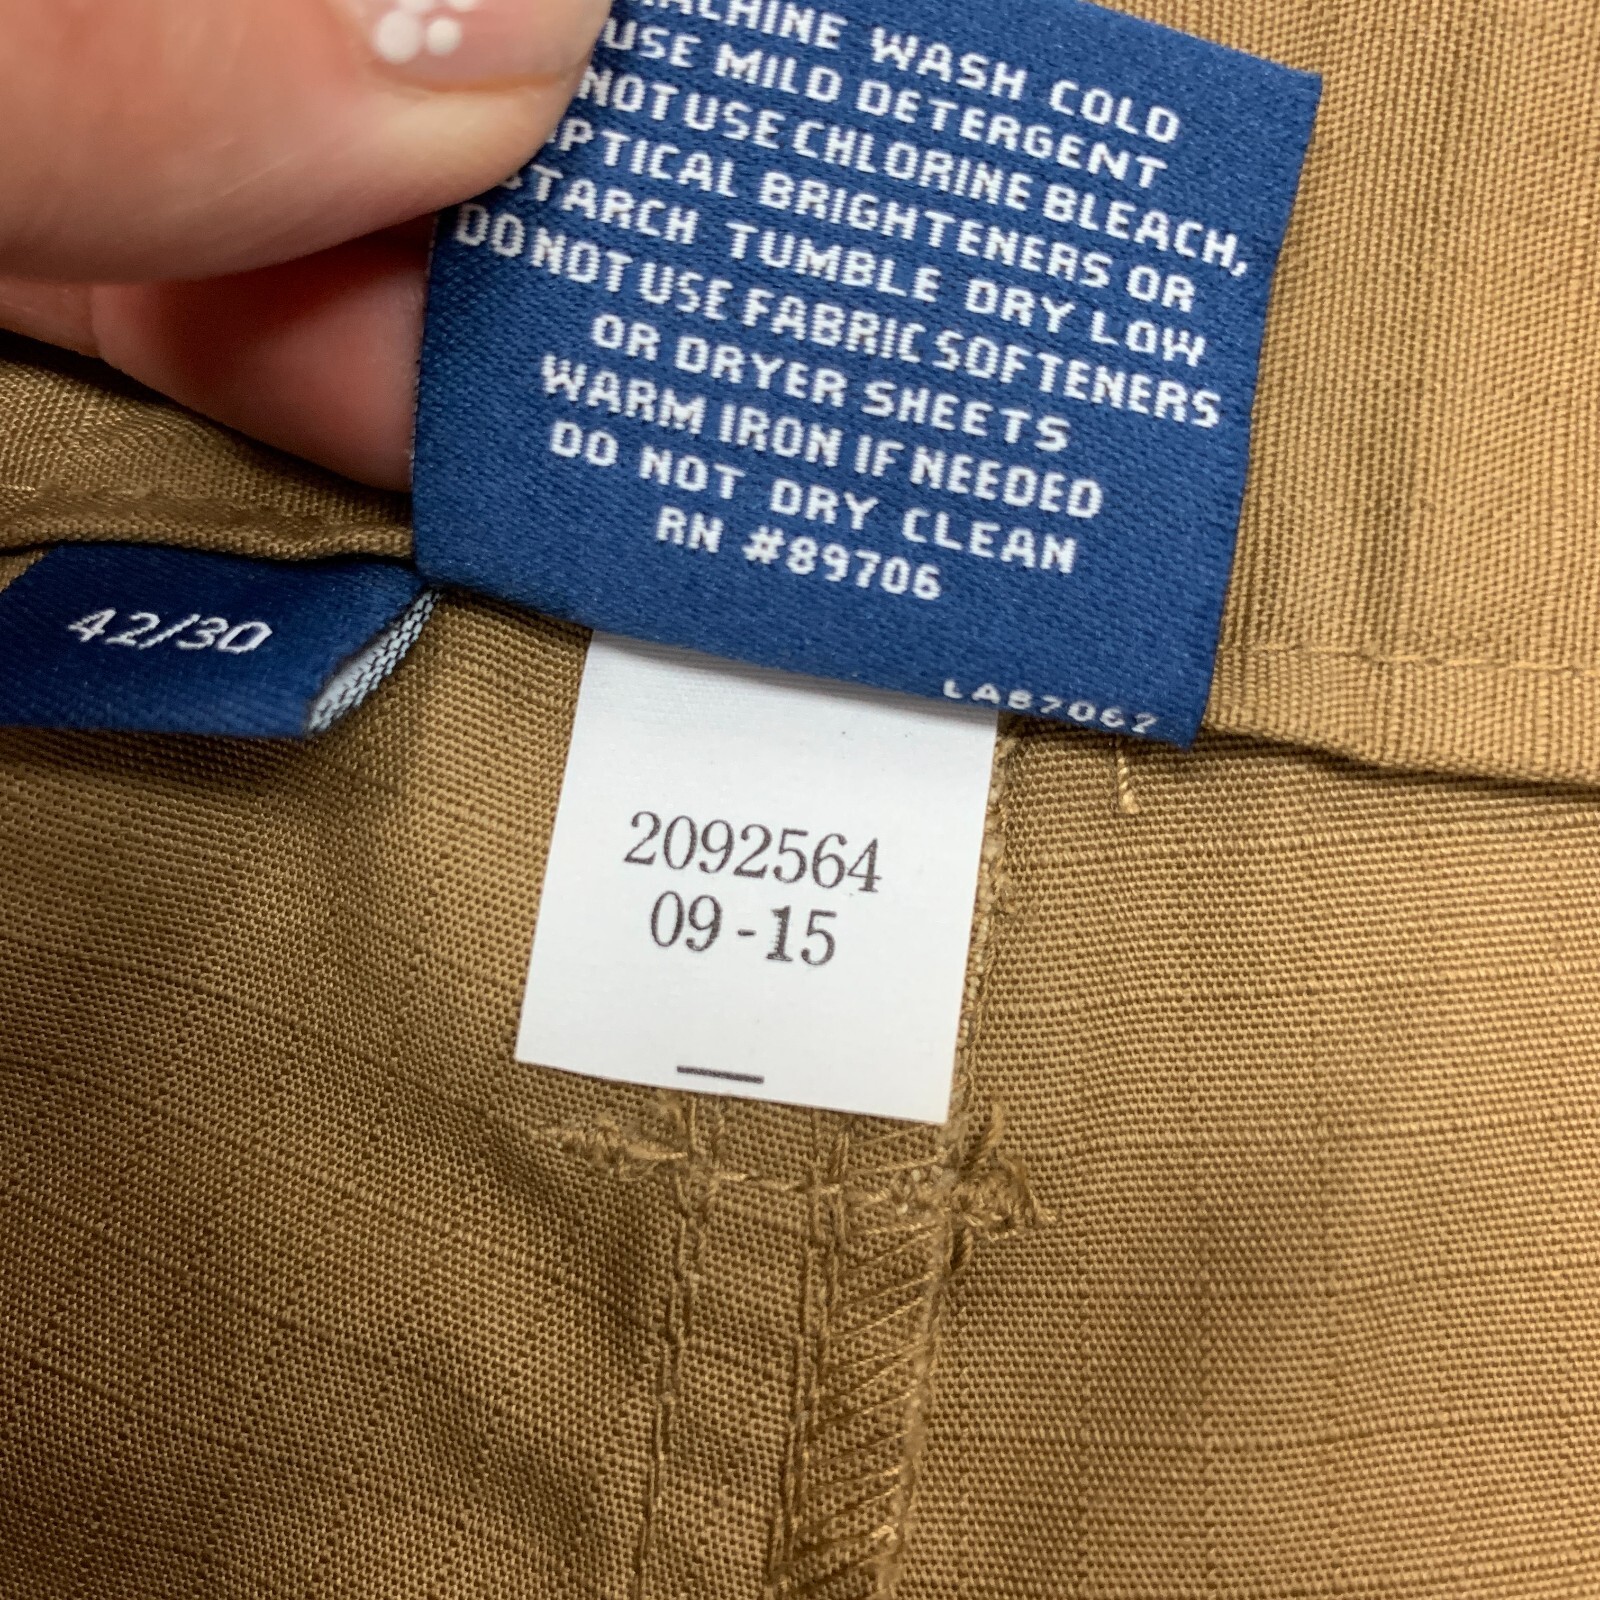 MACHINE WASH COLD
USE MILD DETERGENT
NOT USE CHLORINE BLEACH,
OPTICAL BRIGHTENERS OR
STARCH TUMBLE DRY LOW
DO NOT USE FABRIC SOFTENERS
OR DRYER SHEETS
WARM IRON IF NEEDED
DO NOT DRY CLEAN
RN #89706
42/30
2092564
09-15